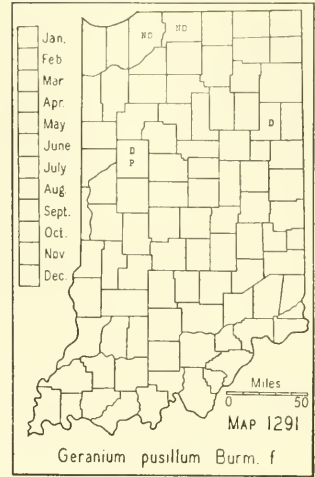 Jan.
Feb
Mar
Apr.
May
June
July
Aug.
Sept.
Oct.
Nov
Dec.
ND ND
D
D
P
Miles
0 50
MAP 1291
Geranium pusillum Burm. f